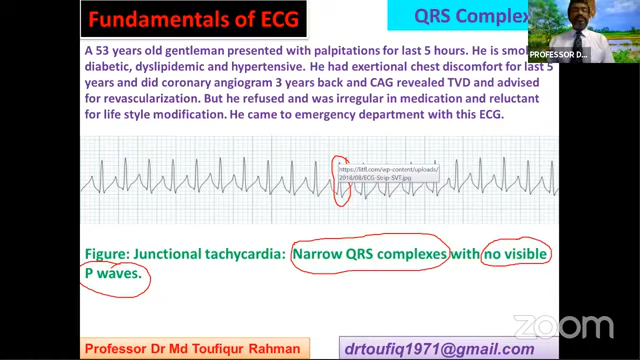 Fundamentals of ECG
QRS Complex
A 53 years old gentleman presented with palpitations for last 5 hours. He is smok
diabetic, dyslipidemic and hypertensive. He had exertional chest discomfort for last 5
years and did coronary angiogram 3 years back and CAG revealed TVD and advised
for revascularization. But he refused and was irregular in medication and reluctant
for life style modification. He came to emergency department with this ECG.
PROFESSOR D...
https://litfl.com/wp-content/uploads/
2018/08/ECG-Strip-SVT.jpg
Figure: Junctional tachycardia: Narrow QRS complexes with no visible
P waves.
Professor Dr Md Toufiqur Rahman
drtoufiq1971@gmail.com
zoom